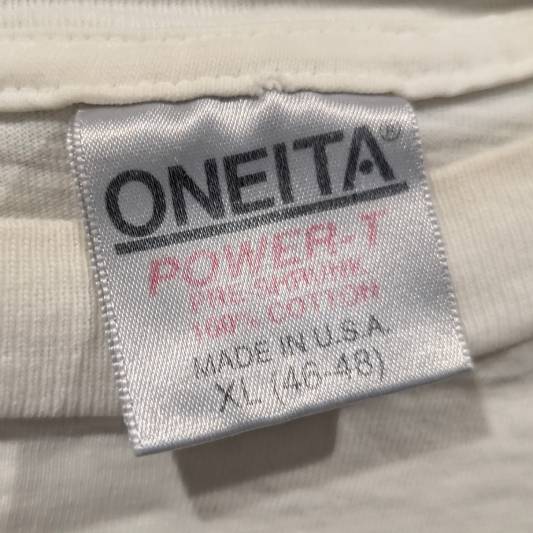 ONEITA®
POWER-T
PRE-SHRUNK
100% COTTON
MADE IN U.S.A.
XL (46-48)